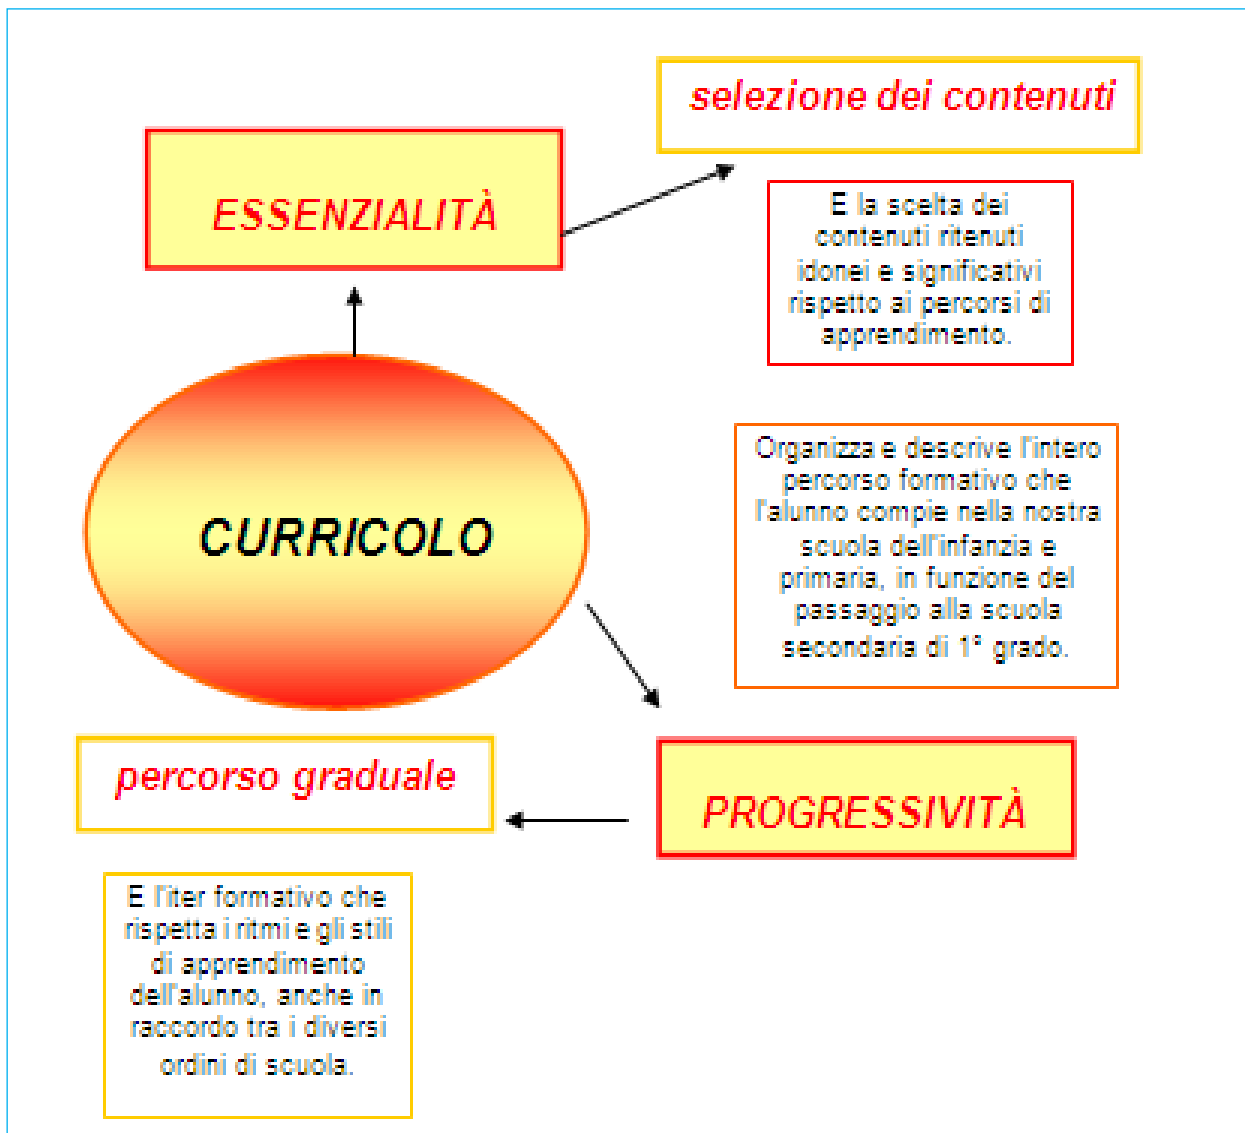 selezione dei contenuti
ESSENZIALITÀ
E la scelta dei
contenuti ritenuti
idonei e significativi
rispetto ai percorsi di
apprendimento.
Organizza e descrive l'intero
percorso formativo che
l'alunno compie nella nostra
scuola dell'infanzia e
primaria, in funzione del
passaggio alla scuola
secondaria di 1° grado.
CURRICOLO
percorso graduale
PROGRESSIVITÀ
E l'iter formativo che
rispetta i ritmi e gli stili
di apprendimento
dell'alunno, anche in
raccordo tra i diversi
ordini di scuola.